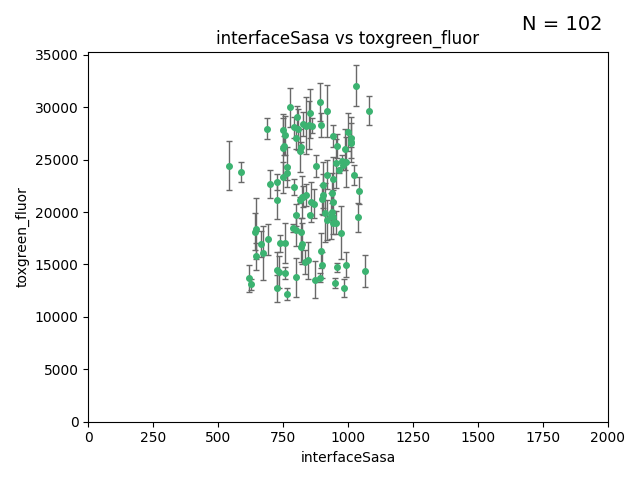 N = 102
interfaceSasa vs toxgreen_fluor
35000
30000
25000
20000
15000
10000
5000
0
toxgreen_fluor
0 250 500 750 1000 1250 1500 1750 2000
interfaceSasa